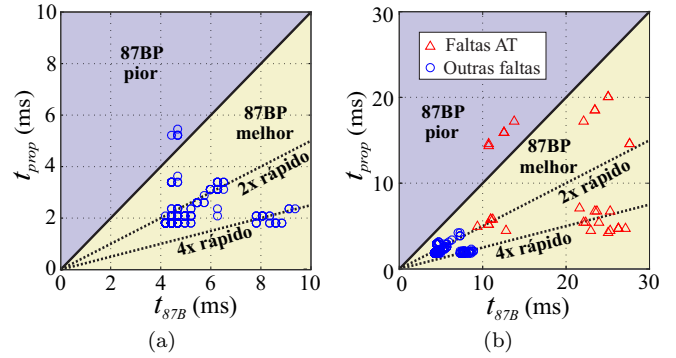 10
8
6
4
2
0
0
2
4
6
8
10
t_prop (ms)
t_87B (ms)
87BP
pior
87BP
melhor
2x rápido
4x rápido
(a)
30
20
10
0
0
10
20
30
t_prop (ms)
t_87B (ms)
Faltas AT
Outras faltas
87BP
pior
87BP
melhor
2x rápido
4x rápido
(b)